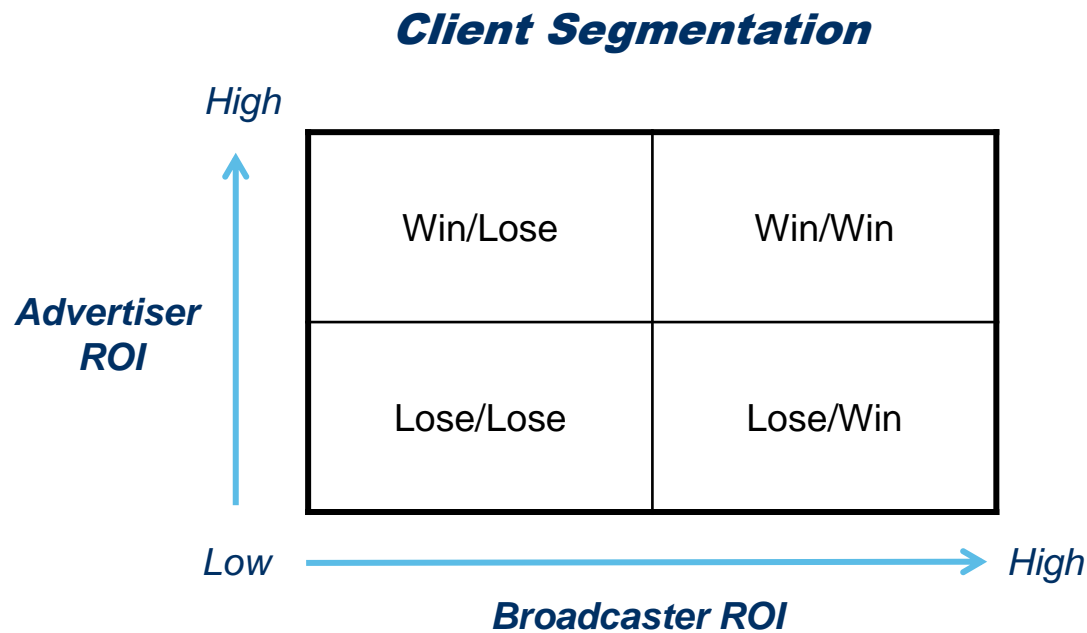 Client Segmentation
High
Win/Lose
Win/Win
Advertiser
ROI
Lose/Lose
Lose/Win
Low
High
Broadcaster ROI